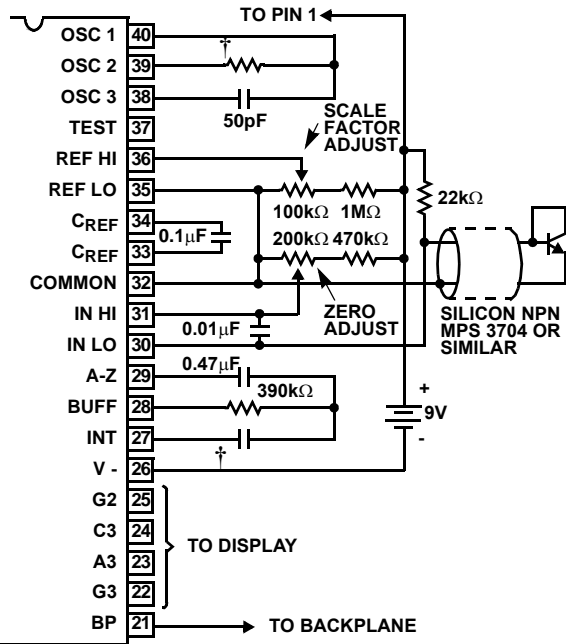 TO PIN 1
OSC 1 40
†
OSC 2 39
OSC 3 38
50pF
TEST 37
SCALE
FACTOR
ADJUST
REF HI 36
REF LO 35
100kΩ 1MΩ
22kΩ
CREF 34
0.1µF
200kΩ 470kΩ
CREF 33
COMMON 32
IN HI 31
ZERO
ADJUST
SILICON NPN
MPS 3704 OR
SIMILAR
0.01µF
IN LO 30
0.47µF
A-Z 29
390kΩ
BUFF 28
+
9V
-
INT 27
†
V - 26
G2 25
C3 24
TO DISPLAY
A3 23
G3 22
BP 21
TO BACKPLANE